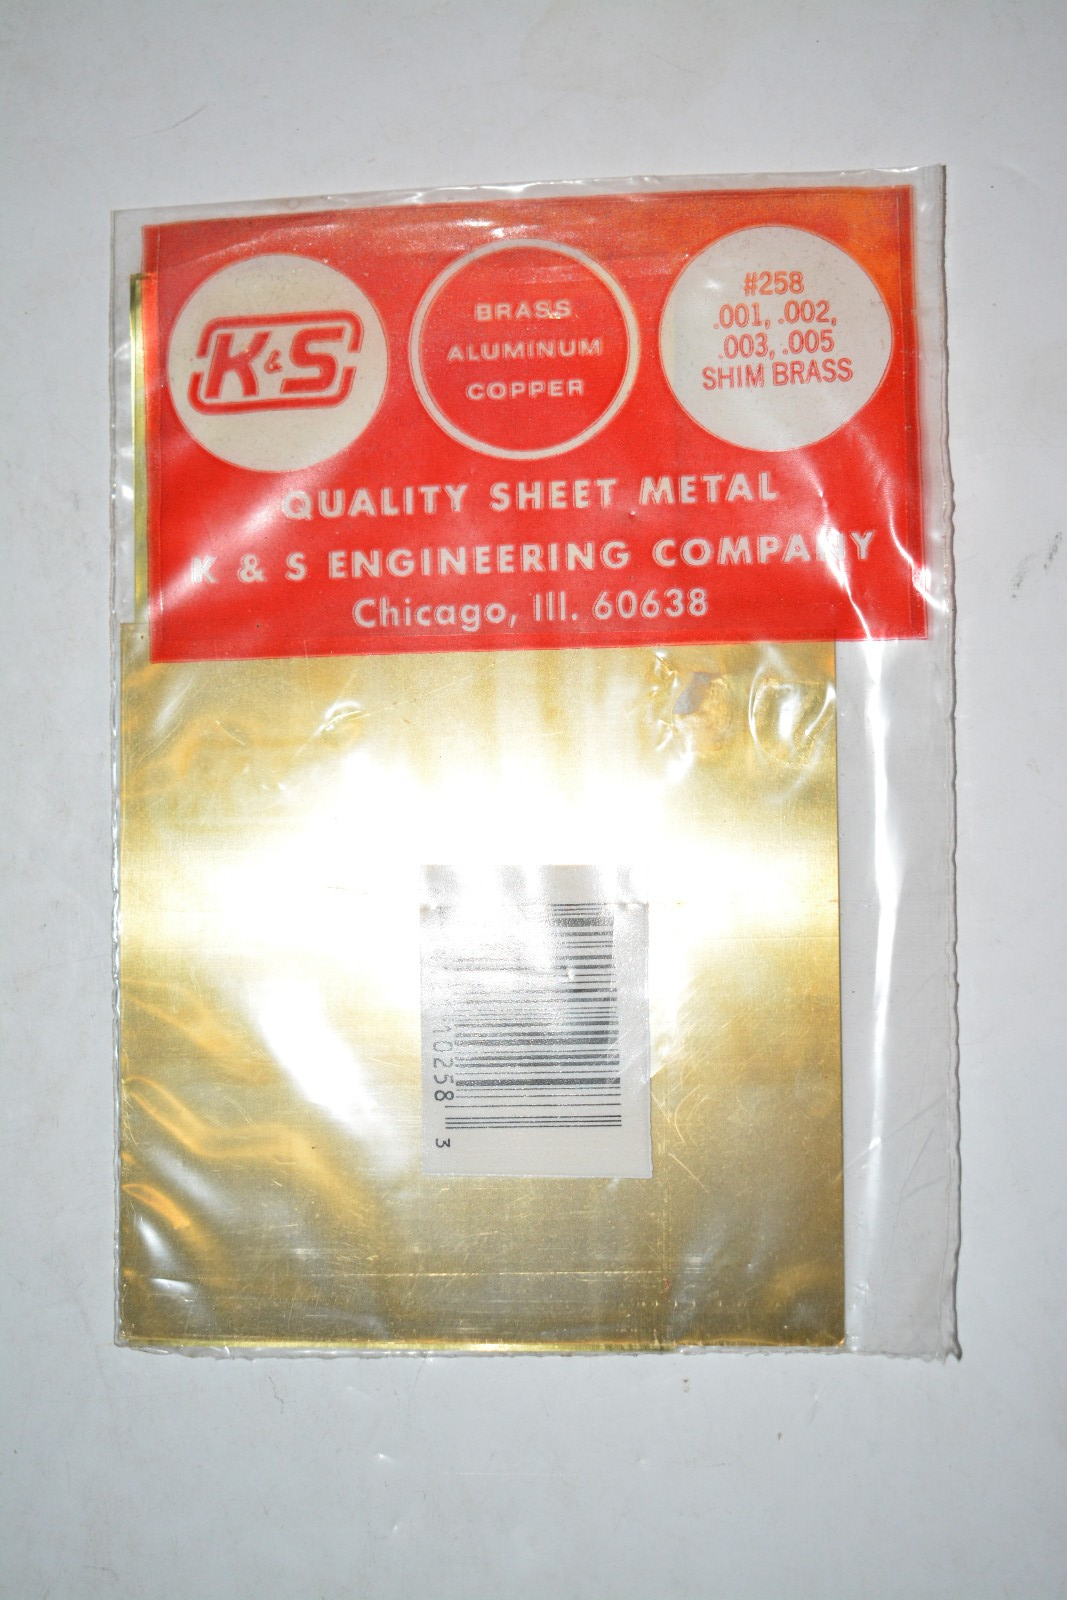 K&S
BRASS
ALUMINUM
COPPER
#258
.001, .002,
.003, .005
SHIM BRASS
QUALITY SHEET METAL
K & S ENGINEERING COMPANY
Chicago, Ill. 60638
10258 3